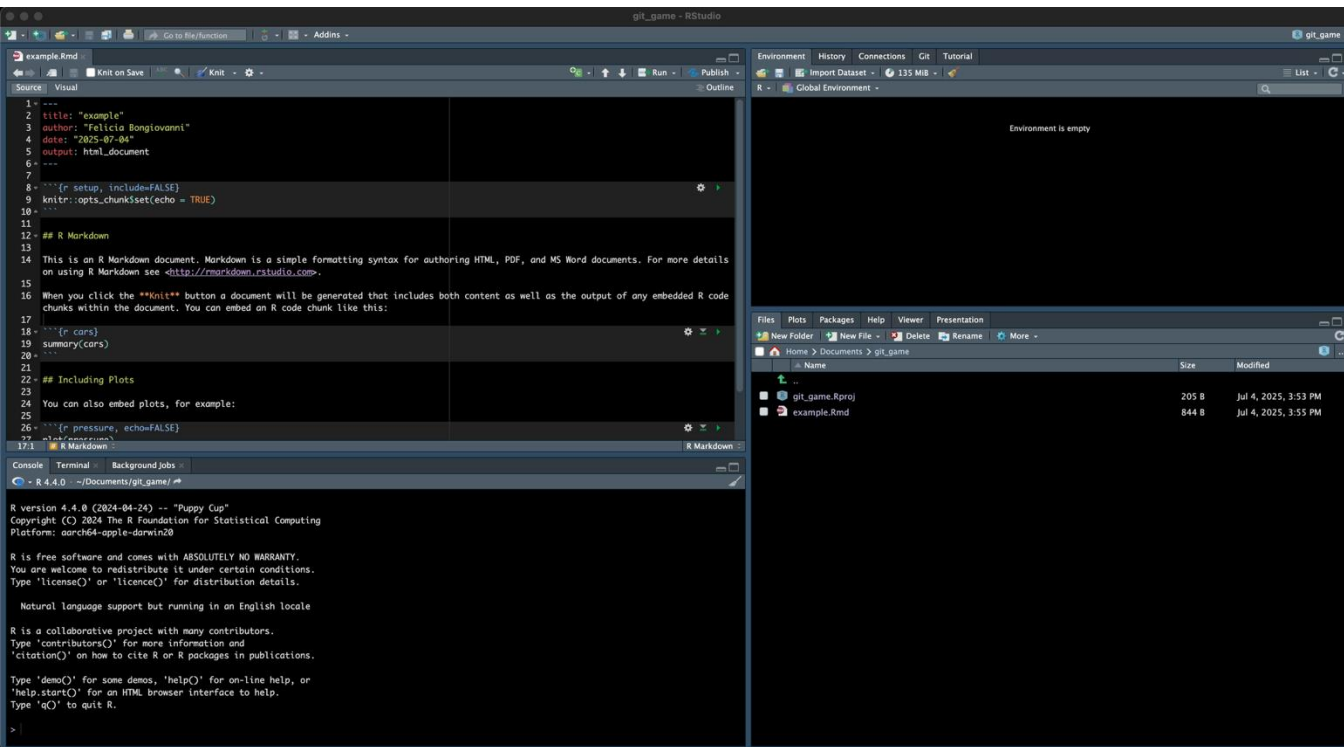 git_game - RStudio
Go to file/function
Addins
git_game
example.Rmd
Knit on Save
Knit
Run
Publish
Source Visual
Outline
1 ---
2 title: "example"
3 author: "Felicia Bongiovanni"
4 date: "2025-07-04"
5 output: html_document
6 ---
7
8 ```{r setup, include=FALSE}
9 knitr::opts_chunk$set(echo = TRUE)
10 ```
11
12 ## R Markdown
13
14 This is an R Markdown document. Markdown is a simple formatting syntax for authoring HTML, PDF, and MS Word documents. For more details
on using R Markdown see <http://rmarkdown.rstudio.com>.
15
16 When you click the **Knit** button a document will be generated that includes both content as well as the output of any embedded R code
chunks within the document. You can embed an R code chunk like this:
17
18 ```{r cars}
19 summary(cars)
20 ```
21
22 ## Including Plots
23
24 You can also embed plots, for example:
25
26 ```{r pressure, echo=FALSE}
27 plot(pressure)
17:1 R Markdown
R Markdown
Console Terminal Background Jobs
R 4.4.0 · ~/Documents/git_game/
R version 4.4.0 (2024-04-24) -- "Puppy Cup"
Copyright (C) 2024 The R Foundation for Statistical Computing
Platform: aarch64-apple-darwin20
R is free software and comes with ABSOLUTELY NO WARRANTY.
You are welcome to redistribute it under certain conditions.
Type 'license()' or 'licence()' for distribution details.
Natural language support but running in an English locale
R is a collaborative project with many contributors.
Type 'contributors()' for more information and
'citation()' on how to cite R or R packages in publications.
Type 'demo()' for some demos, 'help()' for on-line help, or
'help.start()' for an HTML browser interface to help.
Type 'q()' to quit R.
>
Environment History Connections Git Tutorial
Import Dataset 135 MiB
List
R Global Environment
Environment is empty
Files Plots Packages Help Viewer Presentation
New Folder New File Delete Rename More
Home > Documents > git_game
Name Size Modified
..
git_game.Rproj 205 B Jul 4, 2025, 3:53 PM
example.Rmd 844 B Jul 4, 2025, 3:55 PM